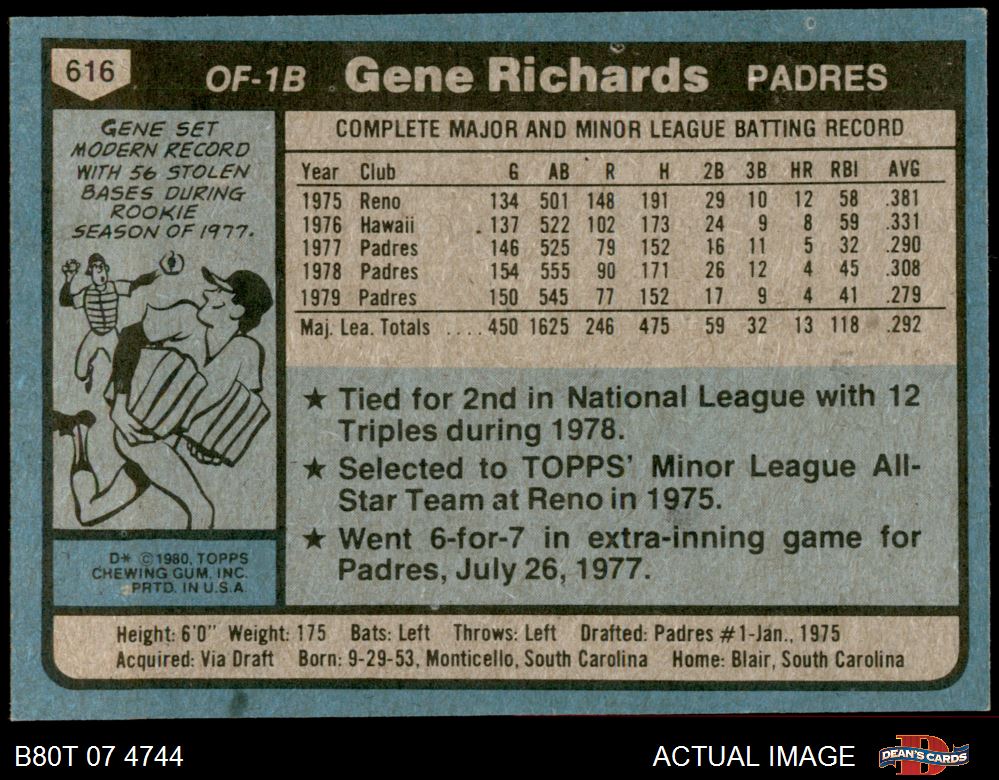 616 OF-1B Gene Richards PADRES
GENE SET
MODERN RECORD
WITH 56 STOLEN
BASES DURING
ROOKIE
SEASON OF 1977.
D* ©1980, TOPPS
CHEWING GUM, INC.
PRTD. IN U.S.A.
COMPLETE MAJOR AND MINOR LEAGUE BATTING RECORD
Year Club G AB R H 2B 3B HR RBI AVG
1975 Reno 134 501 148 191 29 10 12 58 .381
1976 Hawaii 137 522 102 173 24 9 8 59 .331
1977 Padres 146 525 79 152 16 11 5 32 .290
1978 Padres 154 555 90 171 26 12 4 45 .308
1979 Padres 150 545 77 152 17 9 4 41 .279
Maj. Lea. Totals .... 450 1625 246 475 59 32 13 118 .292
★ Tied for 2nd in National League with 12
Triples during 1978.
★ Selected to TOPPS' Minor League All-
Star Team at Reno in 1975.
★ Went 6-for-7 in extra-inning game for
Padres, July 26, 1977.
Height: 6'0" Weight: 175 Bats: Left Throws: Left Drafted: Padres #1-Jan., 1975
Acquired: Via Draft Born: 9-29-53, Monticello, South Carolina Home: Blair, South Carolina
B80T 07 4744 ACTUAL IMAGE DEAN'S CARDS